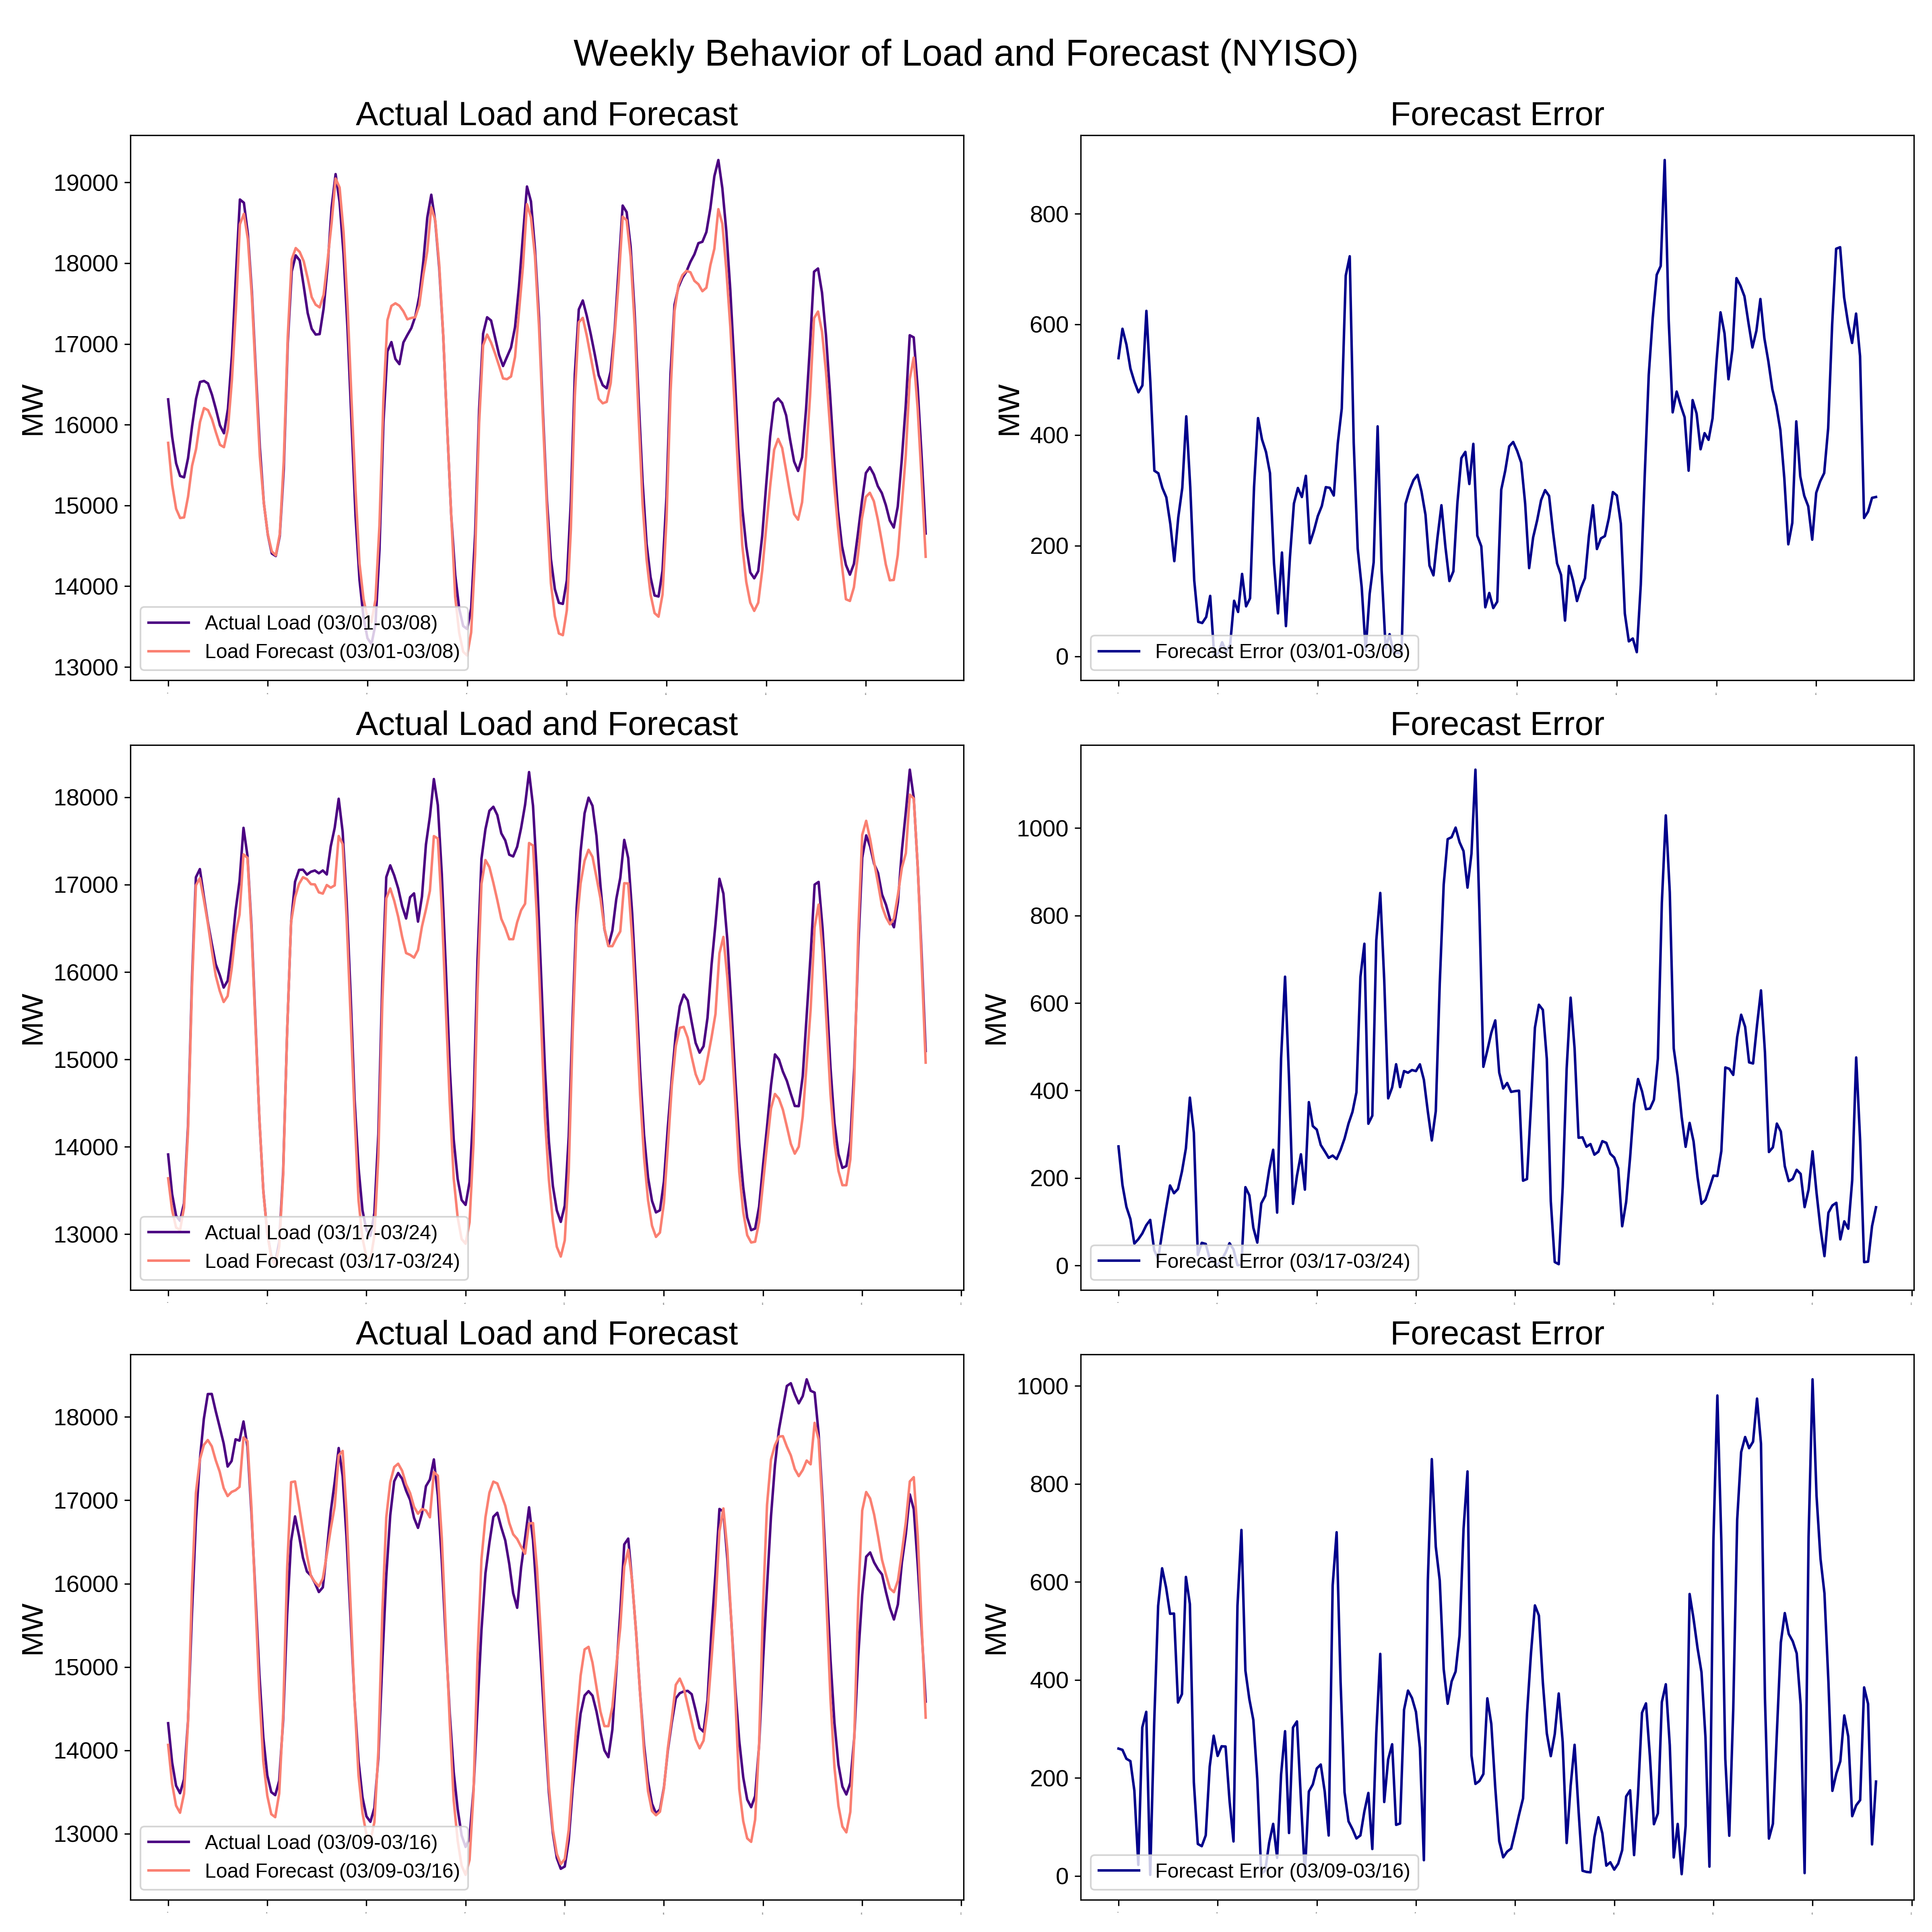 Weekly Behavior of Load and Forecast (NYISO)
Actual Load and Forecast
MW
19000
18000
17000
16000
15000
14000
13000
Actual Load (03/01-03/08)
Load Forecast (03/01-03/08)
Forecast Error
MW
800
600
400
200
0
Forecast Error (03/01-03/08)
Actual Load and Forecast
MW
18000
17000
16000
15000
14000
13000
Actual Load (03/17-03/24)
Load Forecast (03/17-03/24)
Forecast Error
MW
1000
800
600
400
200
0
Forecast Error (03/17-03/24)
Actual Load and Forecast
MW
18000
17000
16000
15000
14000
13000
Actual Load (03/09-03/16)
Load Forecast (03/09-03/16)
Forecast Error
MW
1000
800
600
400
200
0
Forecast Error (03/09-03/16)